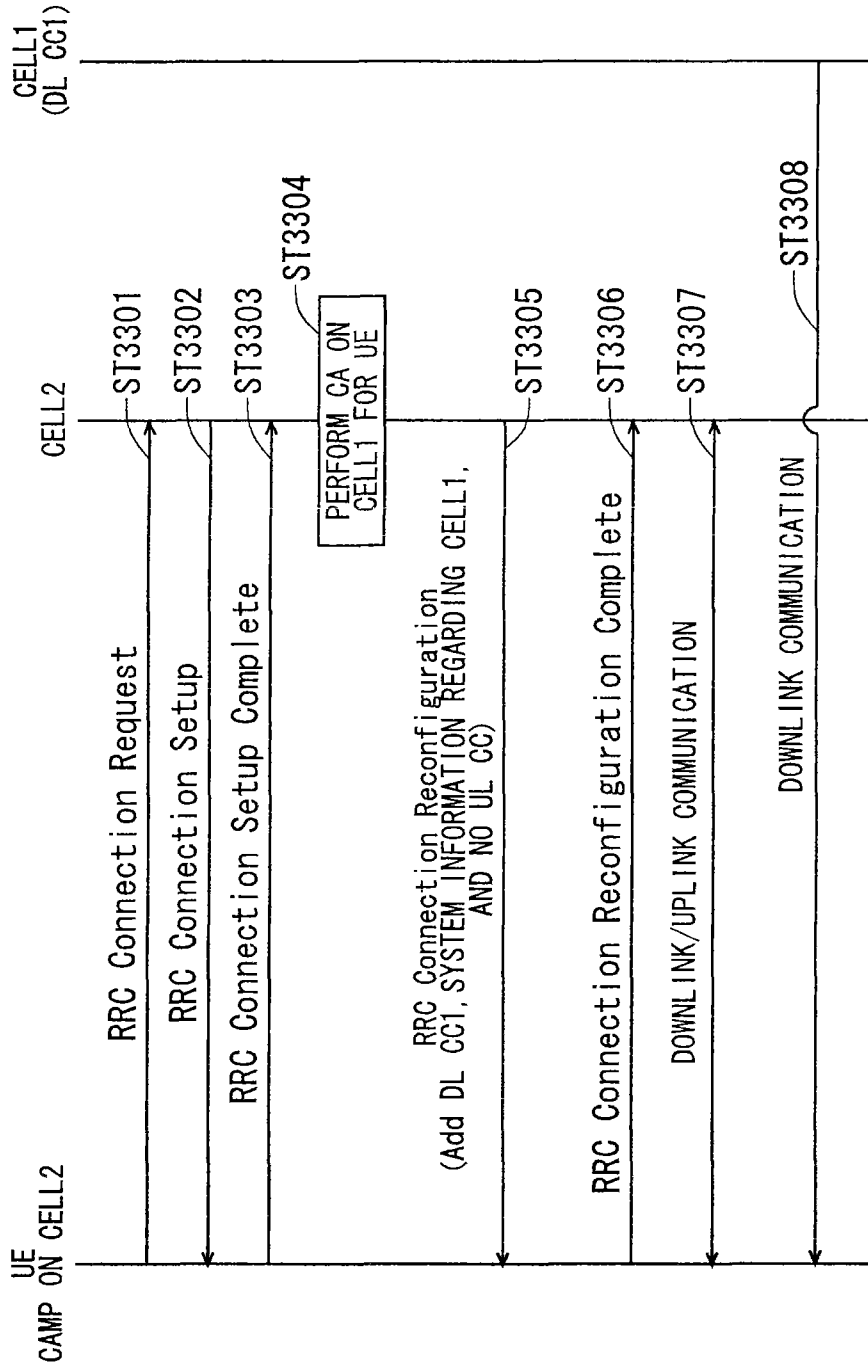 UE
CAMP ON CELL2
CELL2
CELL1
(DL CC1)
RRC Connection Request
ST3301
RRC Connection Setup
ST3302
RRC Connection Setup Complete
ST3303
ST3304
PERFORM CA ON
CELL1 FOR UE
RRC Connection Reconfiguration
(Add DL CC1, SYSTEM INFORMATION REGARDING CELL1,
AND NO UL CC)
ST3305
RRC Connection Reconfiguration Complete
ST3306
DOWNLINK/UPLINK COMMUNICATION
ST3307
DOWNLINK COMMUNICATION
ST3308